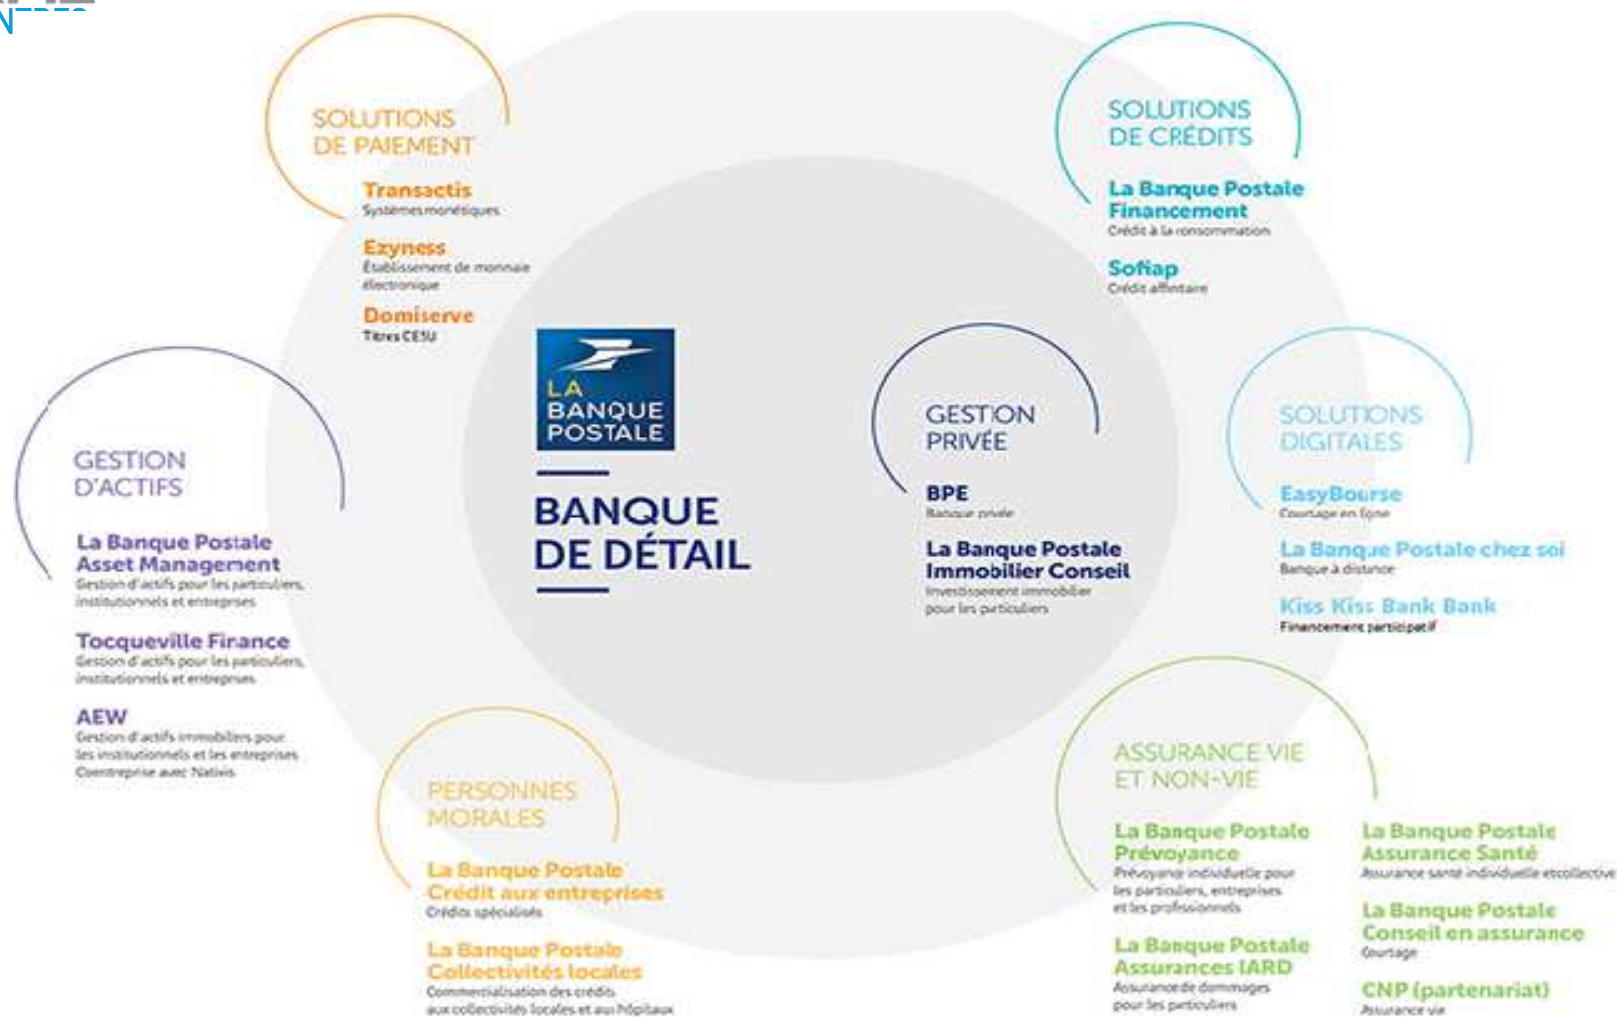 SOLUTIONS
DE PAIEMENT
Transactis
Systèmes monétiques
Ezyness
Établissement de monnaie
électronique
Domiserve
Titres CESU
SOLUTIONS
DE CRÉDITS
La Banque Postale
Financement
Crédit à la consommation
Sofiap
Crédit affinitaire
GESTION
D'ACTIFS
La Banque Postale
Asset Management
Gestion d'actifs pour les particuliers,
institutionnels et entreprises
Tocqueville Finance
Gestion d'actifs pour les particuliers,
institutionnels et entreprises
AEW
Gestion d'actifs immobiliers pour
les institutionnels et les entreprises
Coentreprise avec Natixis
LA
BANQUE
POSTALE
BANQUE
DE DÉTAIL
GESTION
PRIVÉE
BPE
Banque privée
La Banque Postale
Immobilier Conseil
Investissement immobilier
pour les particuliers
SOLUTIONS
DIGITALES
EasyBourse
Courtage en ligne
La Banque Postale chez soi
Banque à distance
Kiss Kiss Bank Bank
Financement participatif
PERSONNES
MORALES
La Banque Postale
Crédit aux entreprises
Crédits spécialisés
La Banque Postale
Collectivités locales
Commercialisation des crédits
aux collectivités locales et aux hôpitaux
ASSURANCE VIE
ET NON-VIE
La Banque Postale
Prévoyance
Prévoyance individuelle pour
les particuliers, entreprises
et les professionnels
La Banque Postale
Assurances IARD
Assurance de dommages
pour les particuliers
La Banque Postale
Assurance Santé
Assurance santé individuelle et collective
La Banque Postale
Conseil en assurance
Courtage
CNP (partenariat)
Assurance vie